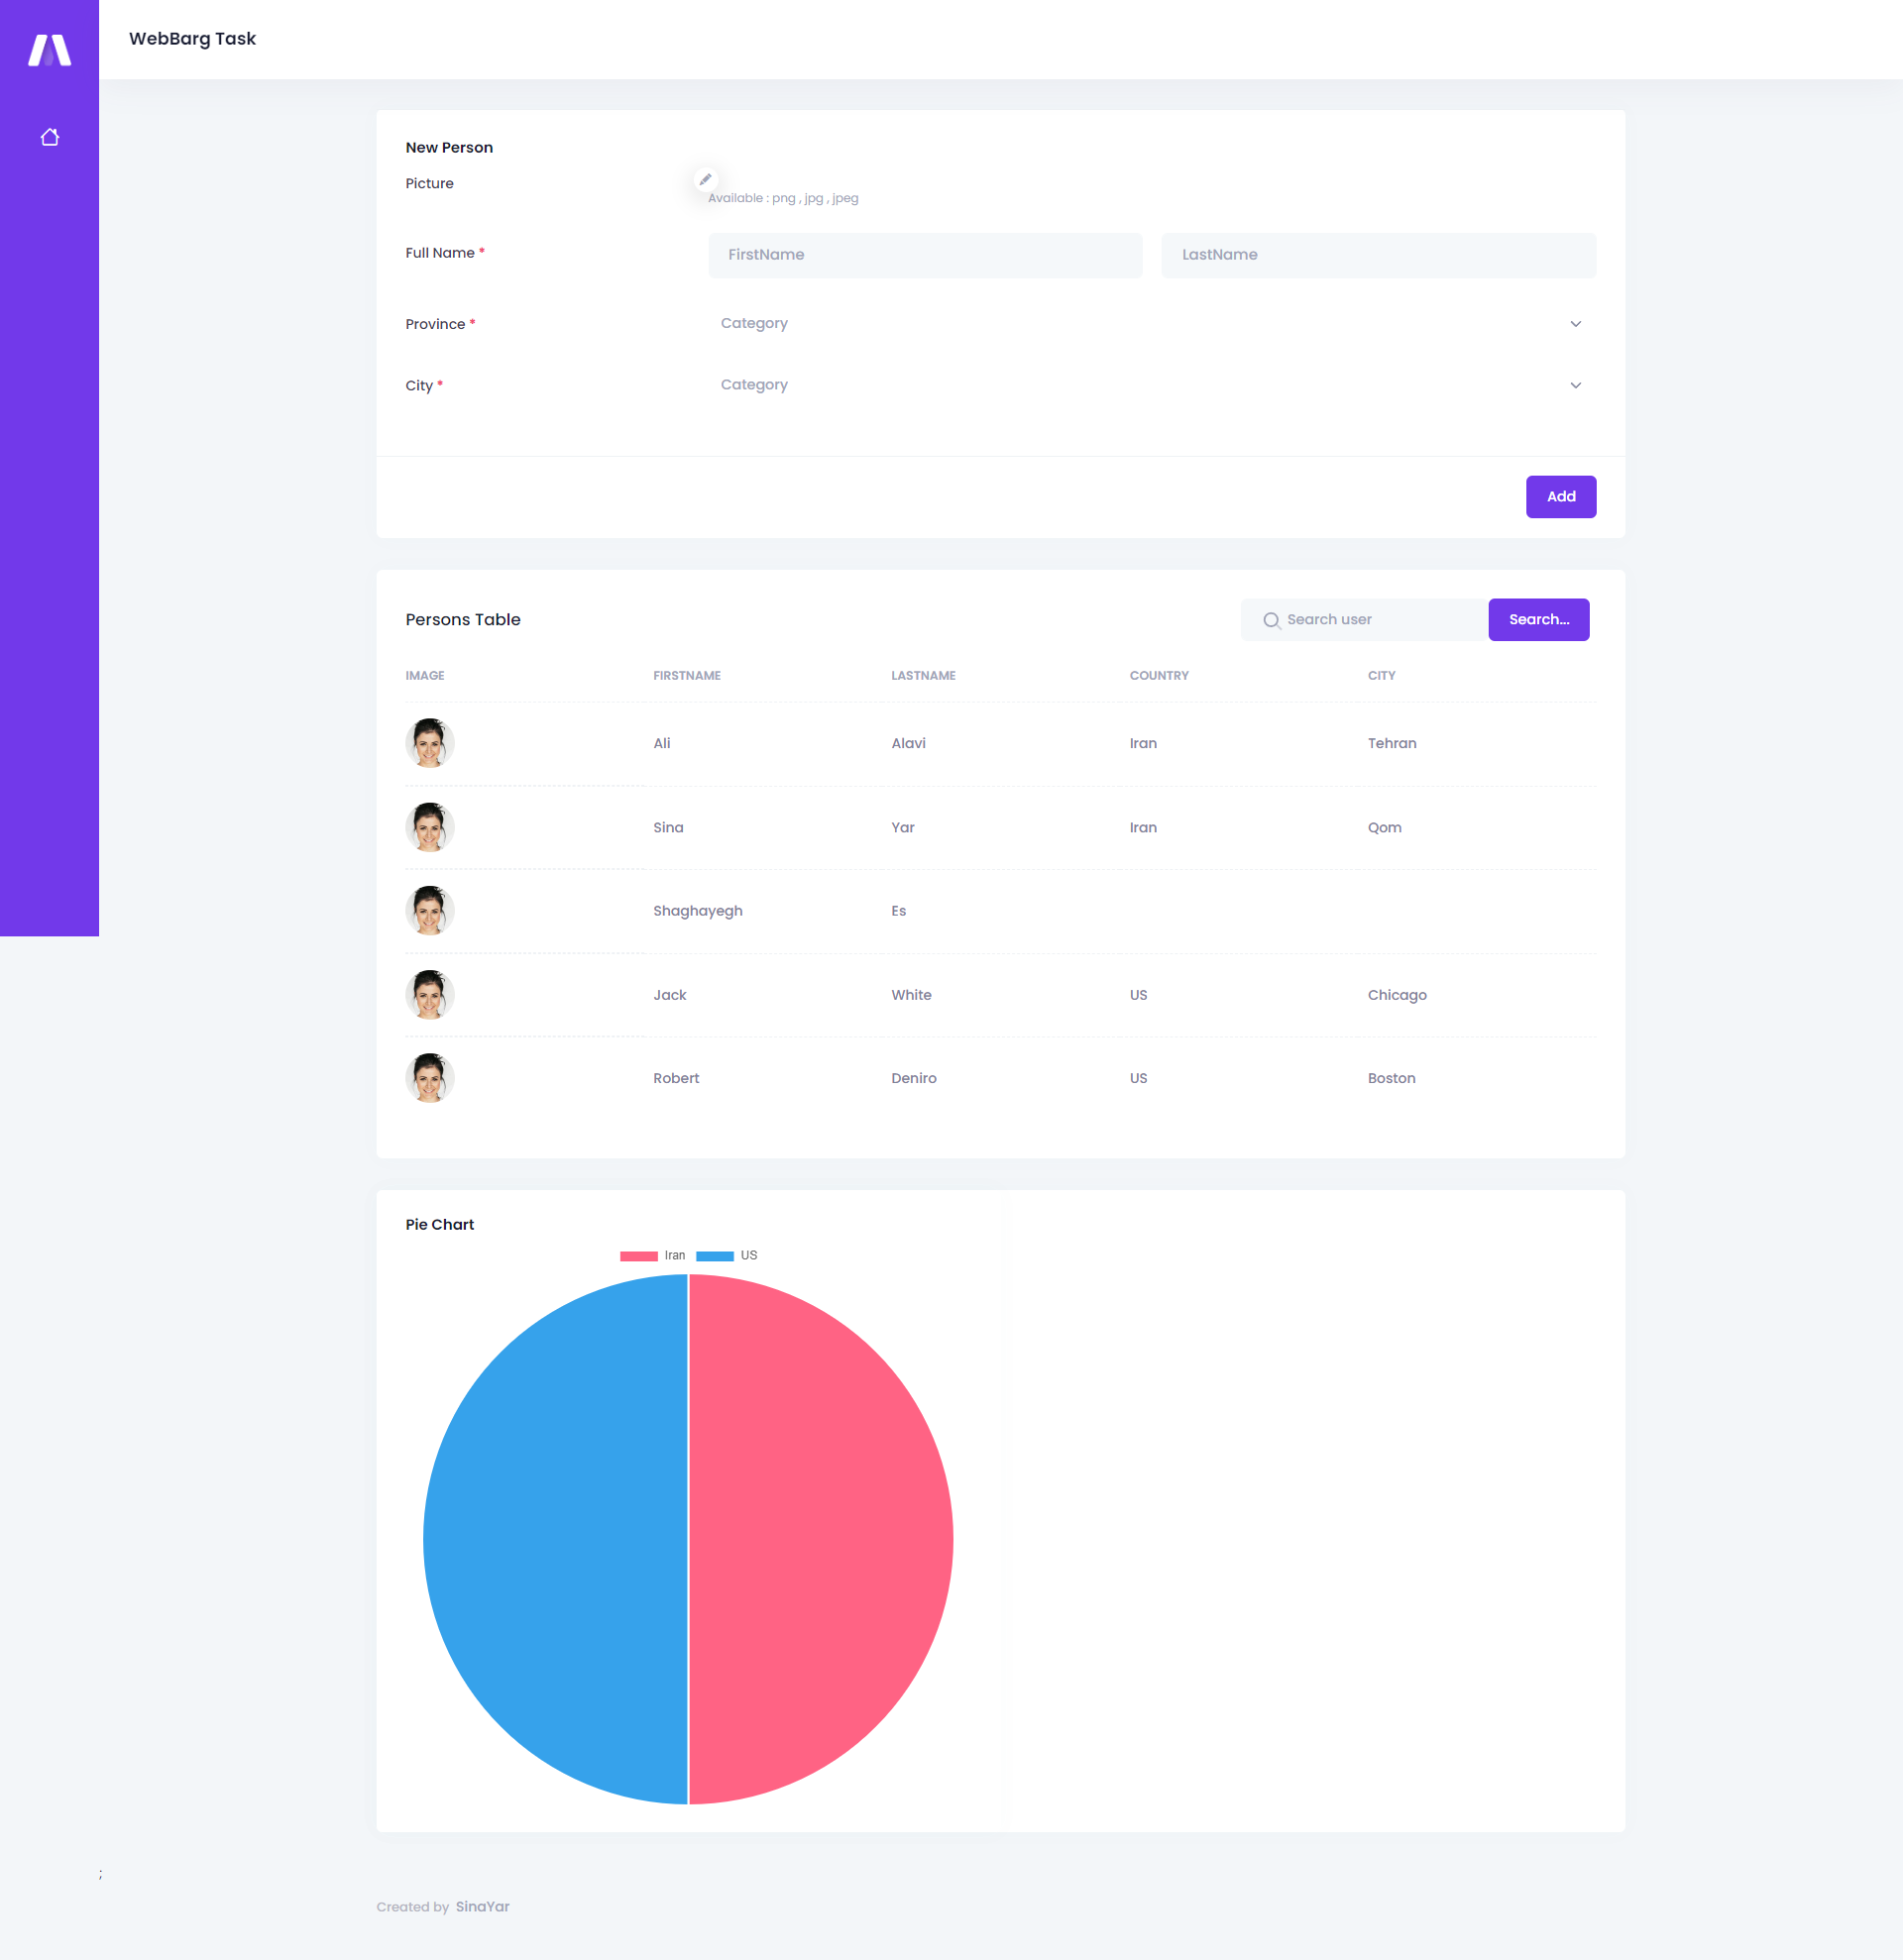 WebBarg Task
New Person
Picture
Available : png , jpg , jpeg
Full Name * FirstName LastName
Province * Category
City * Category
Add
Persons Table Search user Search...
IMAGE FIRSTNAME LASTNAME COUNTRY CITY
Ali Alavi Iran Tehran
Sina Yar Iran Qom
Shaghayegh Es
Jack White US Chicago
Robert Deniro US Boston
Pie Chart
Iran US
;
Created by SinaYar